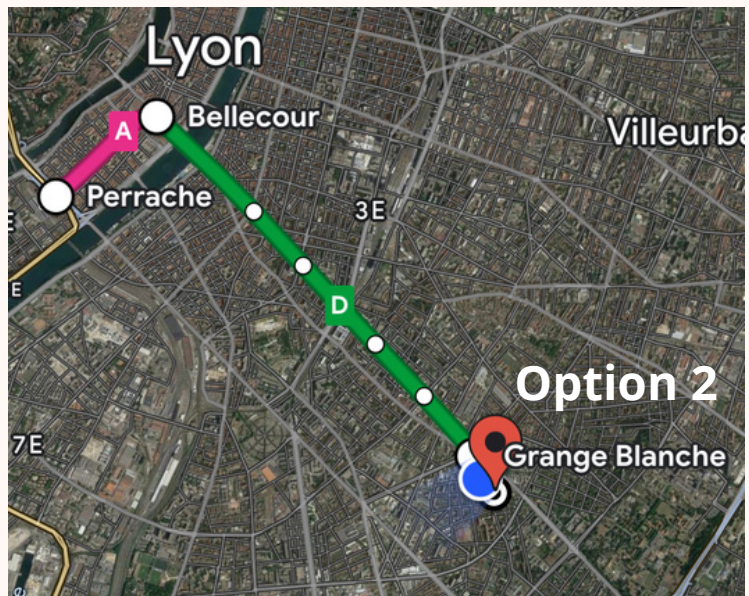 Lyon
A
Bellecour
Villeurba
Perrache
3E
E
E
D
Option 2
7E
Grange Blanche